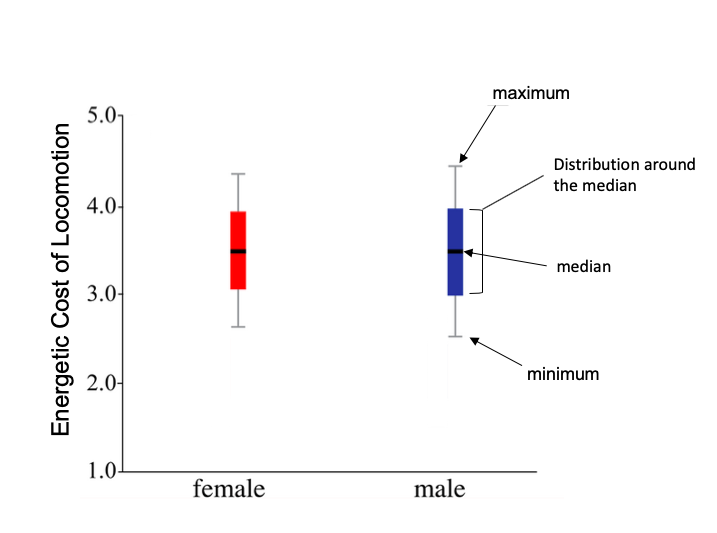 maximum
5.0
Distribution around
the median
4.0
Energetic Cost of Locomotion
median
3.0
minimum
2.0
1.0
female
male